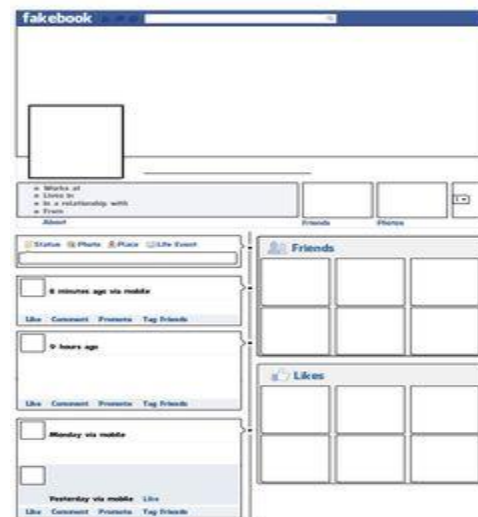 fakebook
Works at
Lives in
In a relationship with
From
About
Friends
Photos
1
Status Photo Place Life Event
Friends
6 minutes ago via mobile
Like Comment Promote Tag Friends
9 hours ago
Likes
Like Comment Promote Tag Friends
Monday via mobile
Yesterday via mobile Like
Like Comment Promote Tag Friends